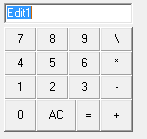 Edit1
7 8 9 \
4 5 6 *
1 2 3 -
0 AC = +